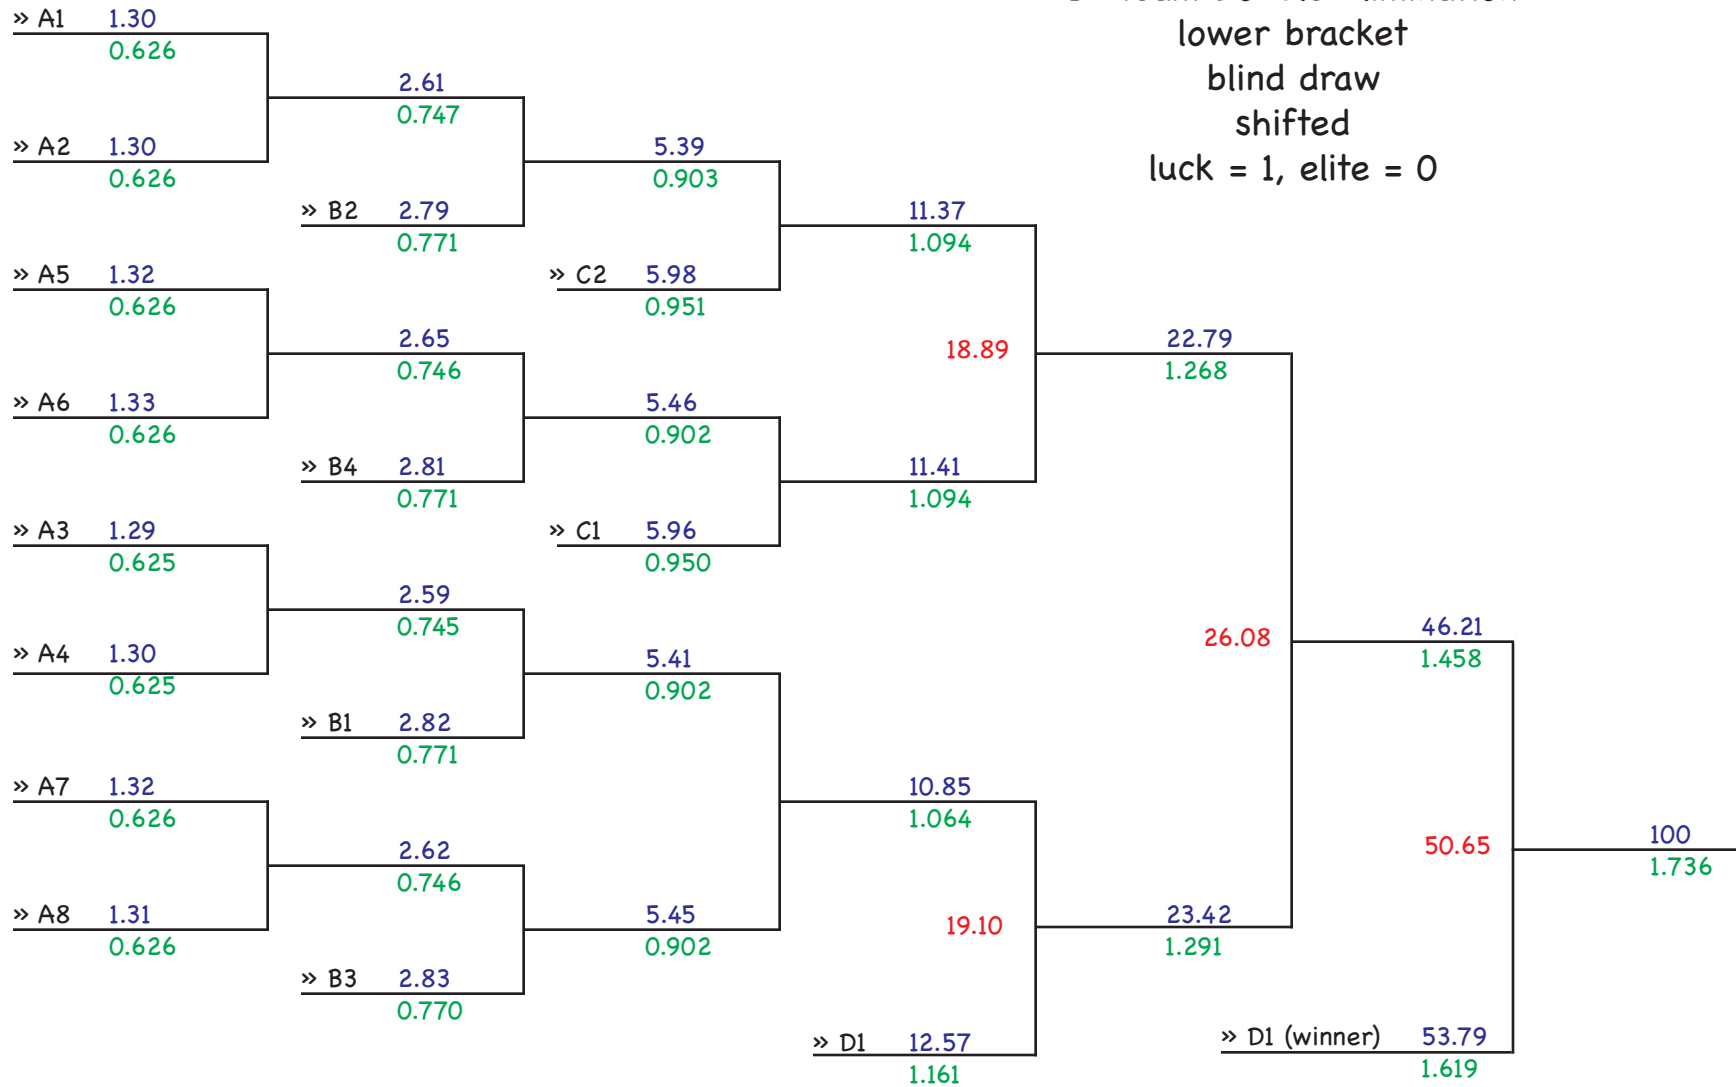 lower bracket
blind draw
shifted
luck = 1, elite = 0
» A1 1.30
0.626
2.61
0.747
» A2 1.30
0.626
5.39
0.903
» B2 2.79
0.771
11.37
1.094
» A5 1.32
0.626
» C2 5.98
0.951
2.65
0.746
18.89
22.79
1.268
» A6 1.33
0.626
5.46
0.902
» B4 2.81
0.771
11.41
1.094
» A3 1.29
0.625
» C1 5.96
0.950
2.59
0.745
26.08
46.21
1.458
» A4 1.30
0.625
5.41
0.902
» B1 2.82
0.771
» A7 1.32
0.626
10.85
1.064
2.62
0.746
50.65
100
1.736
» A8 1.31
0.626
5.45
0.902
19.10
23.42
1.291
» B3 2.83
0.770
» D1 12.57
1.161
» D1 (winner) 53.79
1.619